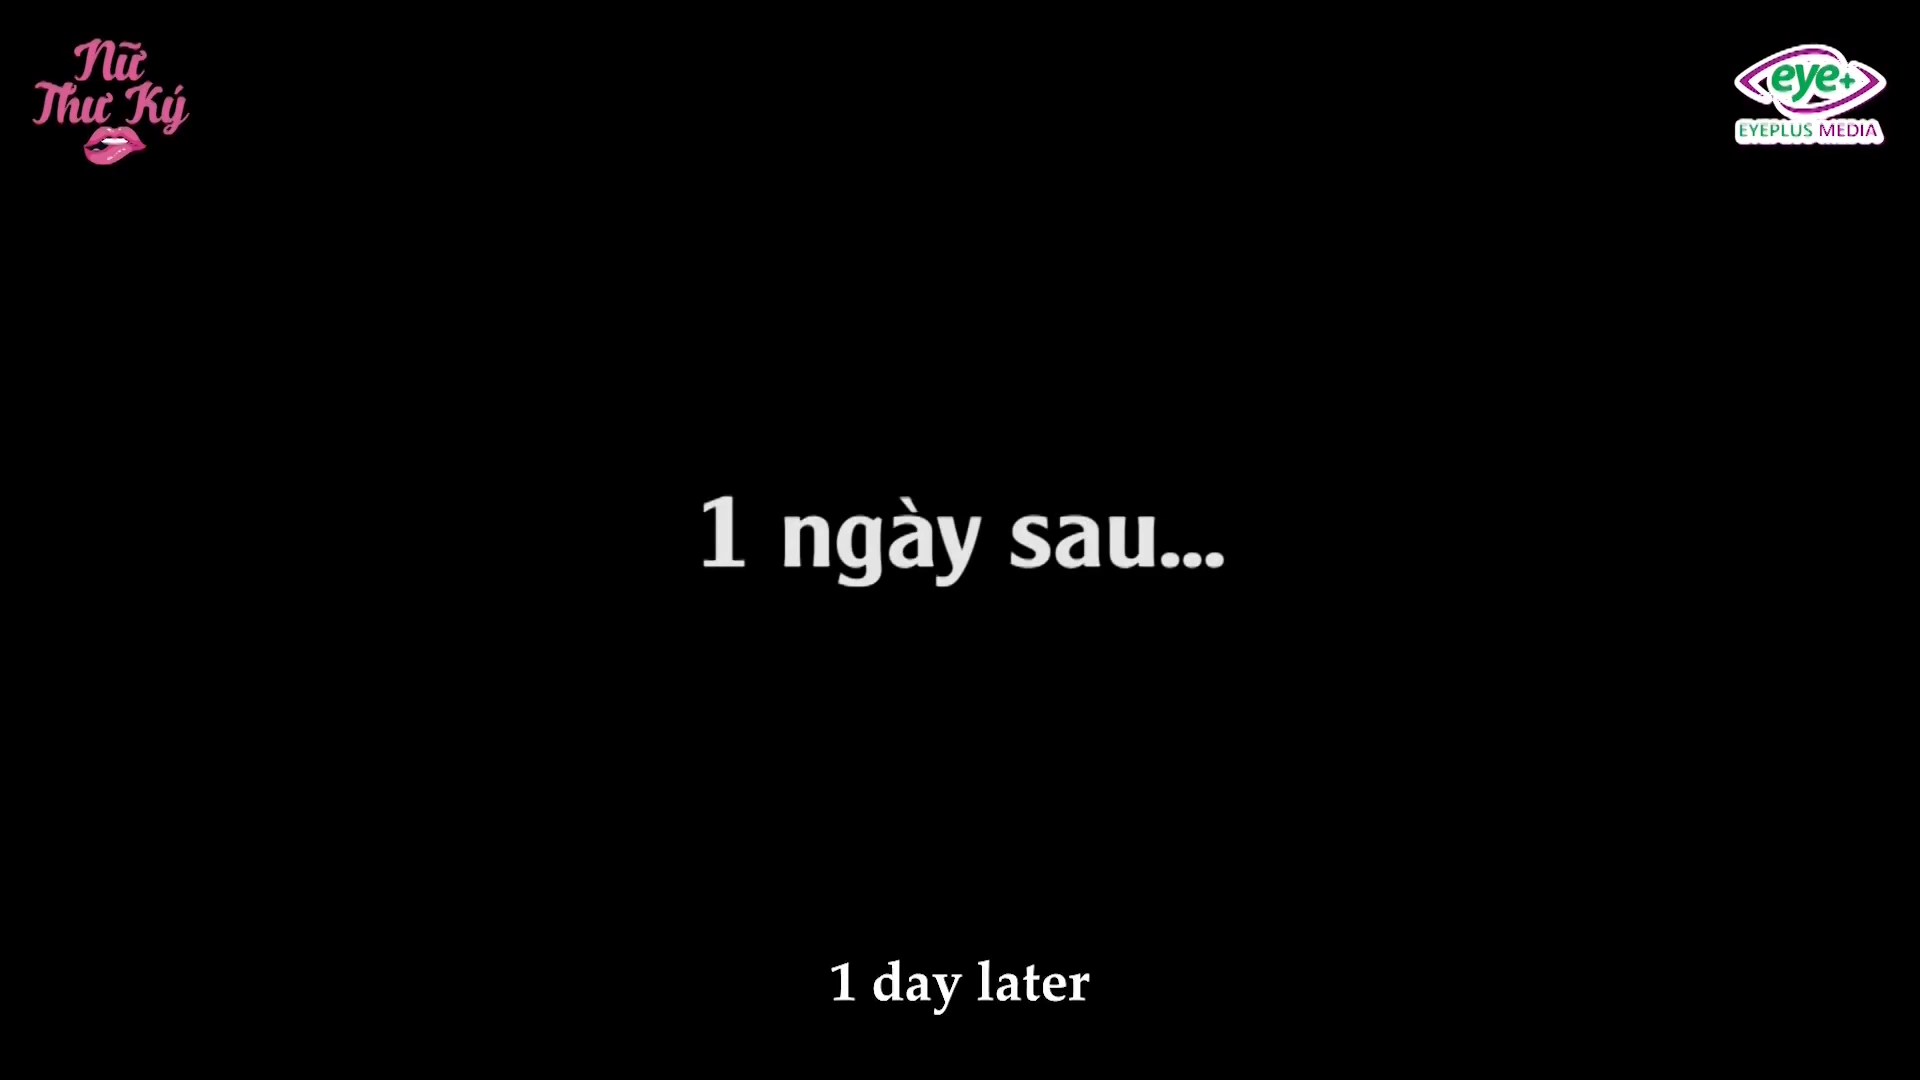 Nữ
Thư Ký
eye+
EYEPLUS MEDIA
1 ngày sau...
1 day later